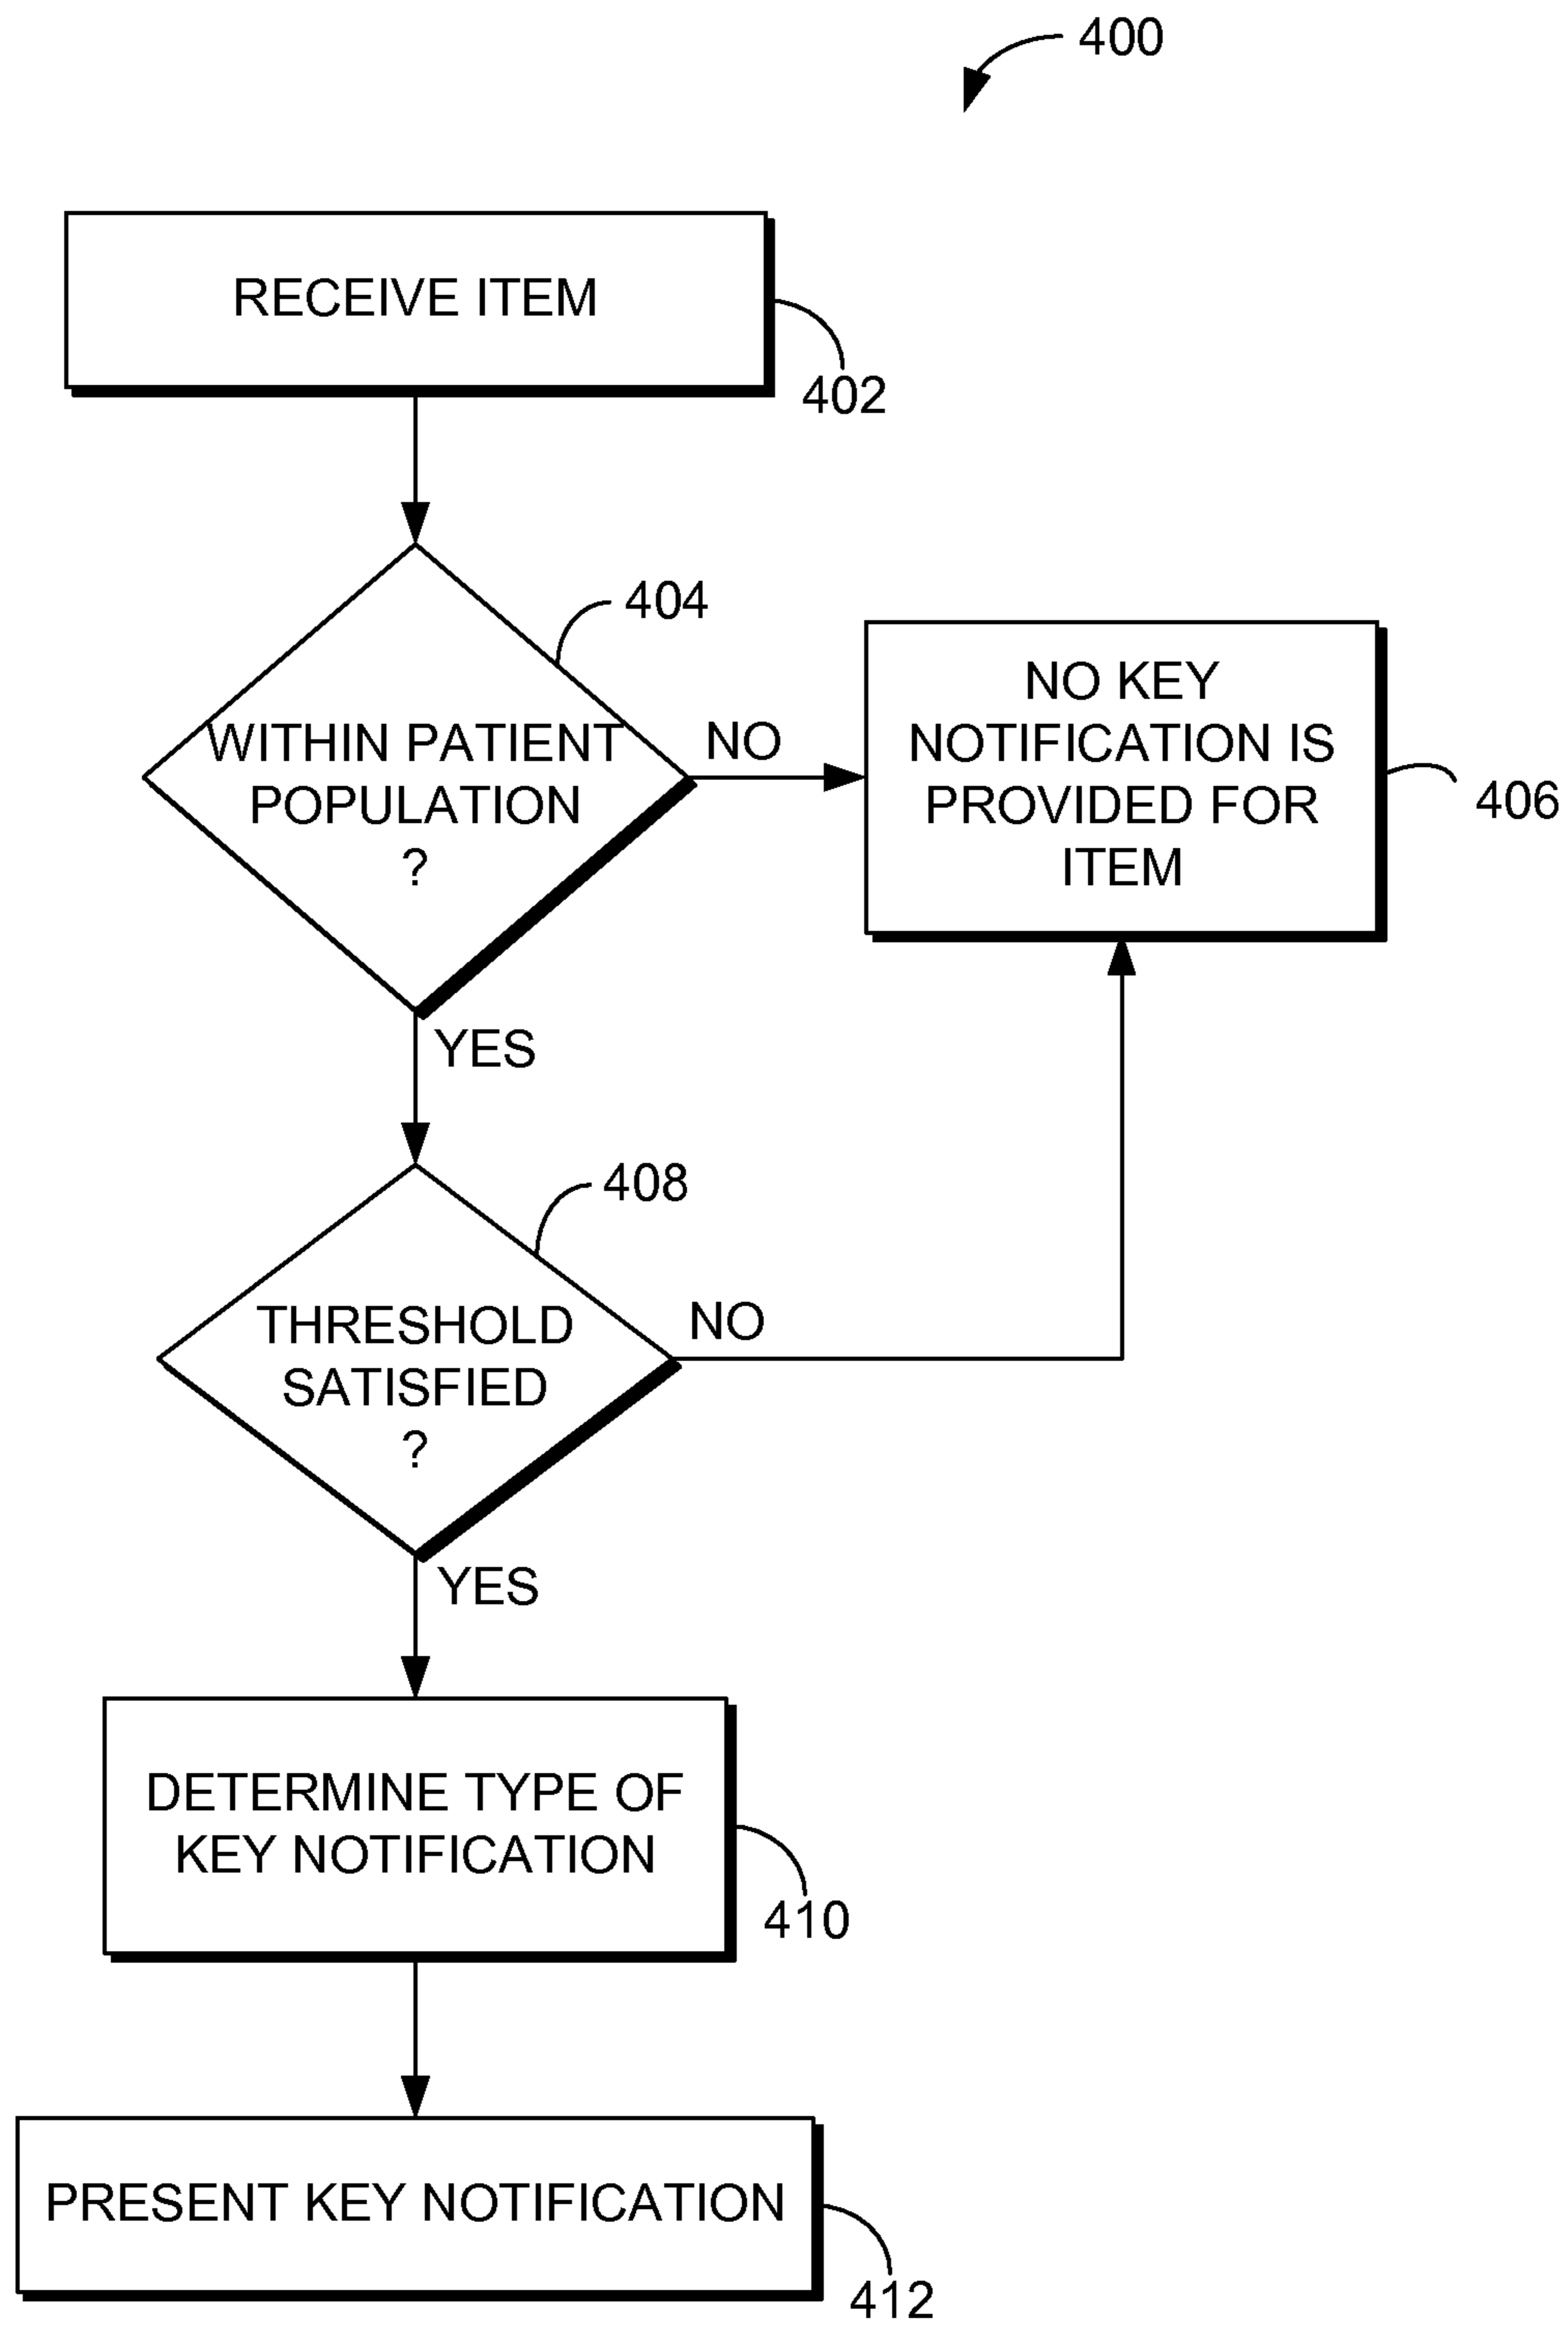 400
RECEIVE ITEM
402
404
WITHIN PATIENT
POPULATION
?
NO
NO KEY
NOTIFICATION IS
PROVIDED FOR
ITEM
406
YES
408
THRESHOLD
SATISFIED
?
NO
YES
DETERMINE TYPE OF
KEY NOTIFICATION
410
PRESENT KEY NOTIFICATION
412